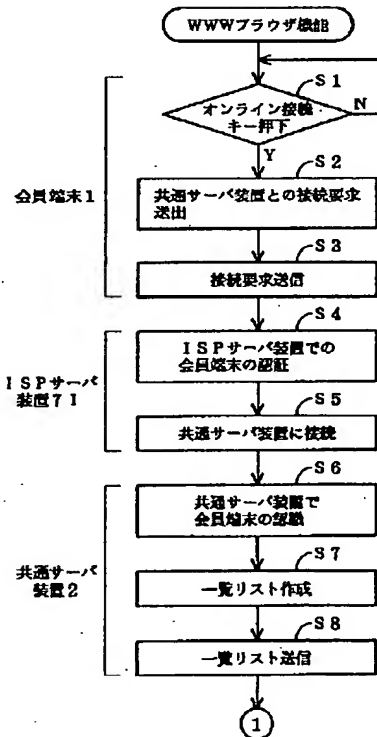 WWWブラウザ機能
S1
オンライン接続
キー押下
N
Y
会員端末1
S2
共通サーバ装置との接続要求
送出
S3
接続要求送信
S4
ISPサーバ装置での
会員端末の認証
ISPサーバ
装置71
S5
共通サーバ装置に接続
S6
共通サーバ装置で
会員端末の認識
共通サーバ
装置2
S7
一覧リスト作成
S8
一覧リスト送信
1